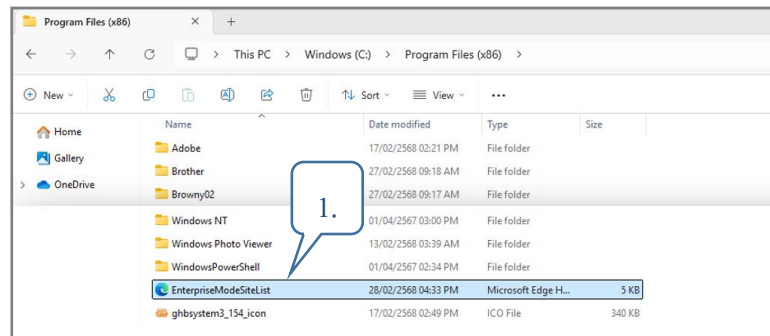 Program Files (x86)
This PC > Windows (C:) > Program Files (x86) >
New Sort View ...
Name Date modified Type Size
Home
Gallery
OneDrive
Adobe 17/02/2568 02:21 PM File folder
Brother 27/02/2568 09:18 AM File folder
Browny02 27/02/2568 09:17 AM File folder
1.
Windows NT 01/04/2567 03:00 PM File folder
Windows Photo Viewer 13/02/2568 03:39 AM File folder
WindowsPowerShell 01/04/2567 02:34 PM File folder
EnterpriseModeSiteList 28/02/2568 04:33 PM Microsoft Edge H... 5 KB
ghbsystem3_154_icon 17/02/2568 02:49 PM ICO File 340 KB